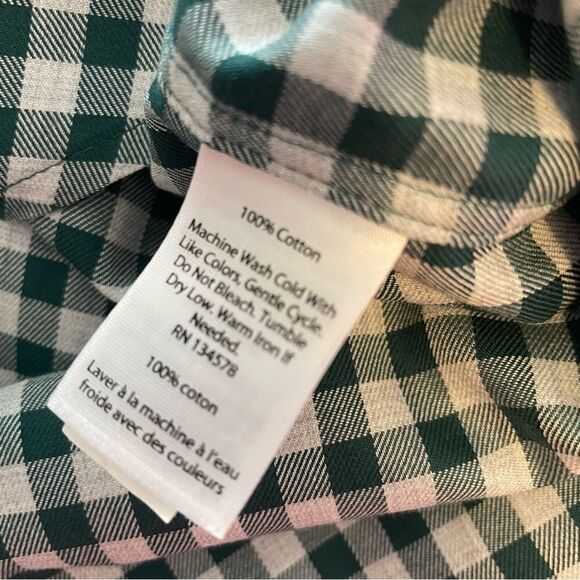 100% Cotton
Machine Wash Cold With
Like Colors, Gentle Cycle.
Do Not Bleach. Tumble
Dry Low. Warm Iron If
Needed.
RN 134578
100% coton
Laver à la machine à l'eau
froide avec des couleurs